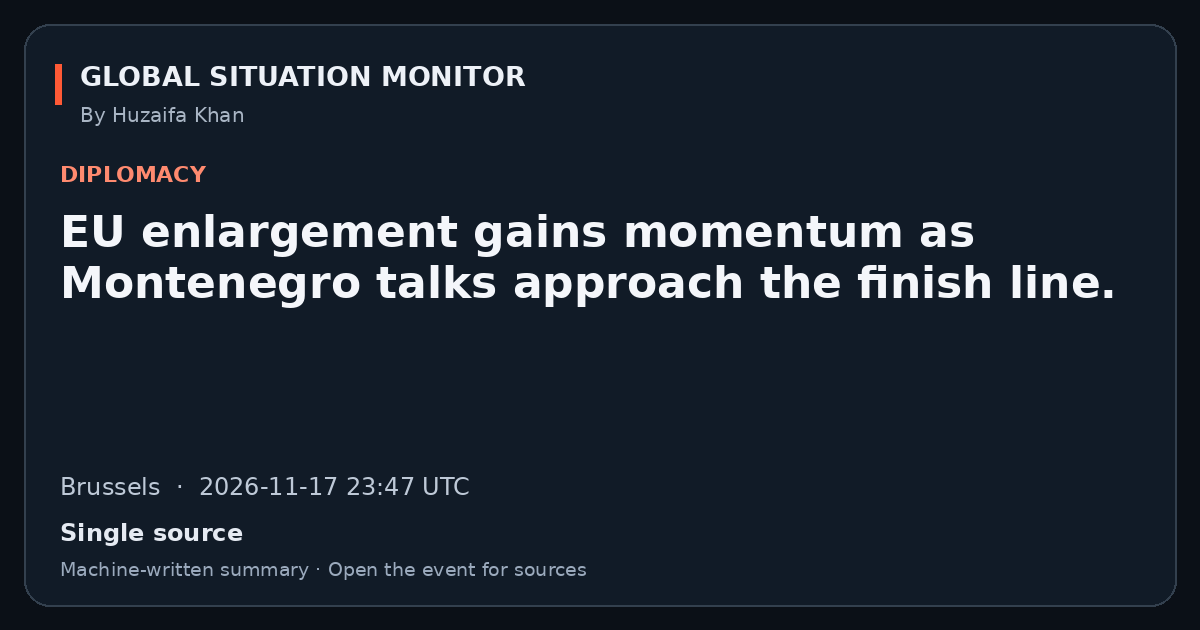 GLOBAL SITUATION MONITOR
By Huzaifa Khan
DIPLOMACY
EU enlargement gains momentum as
Montenegro talks approach the finish line.
Brussels · 2026-11-17 23:47 UTC
Single source
Machine-written summary · Open the event for sources